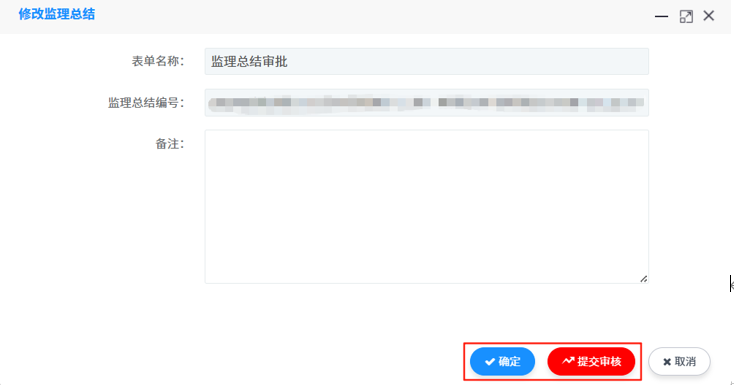 修改监理总结
表单名称： 监理总结审批
监理总结编号：
备注：
确定 提交审核 取消